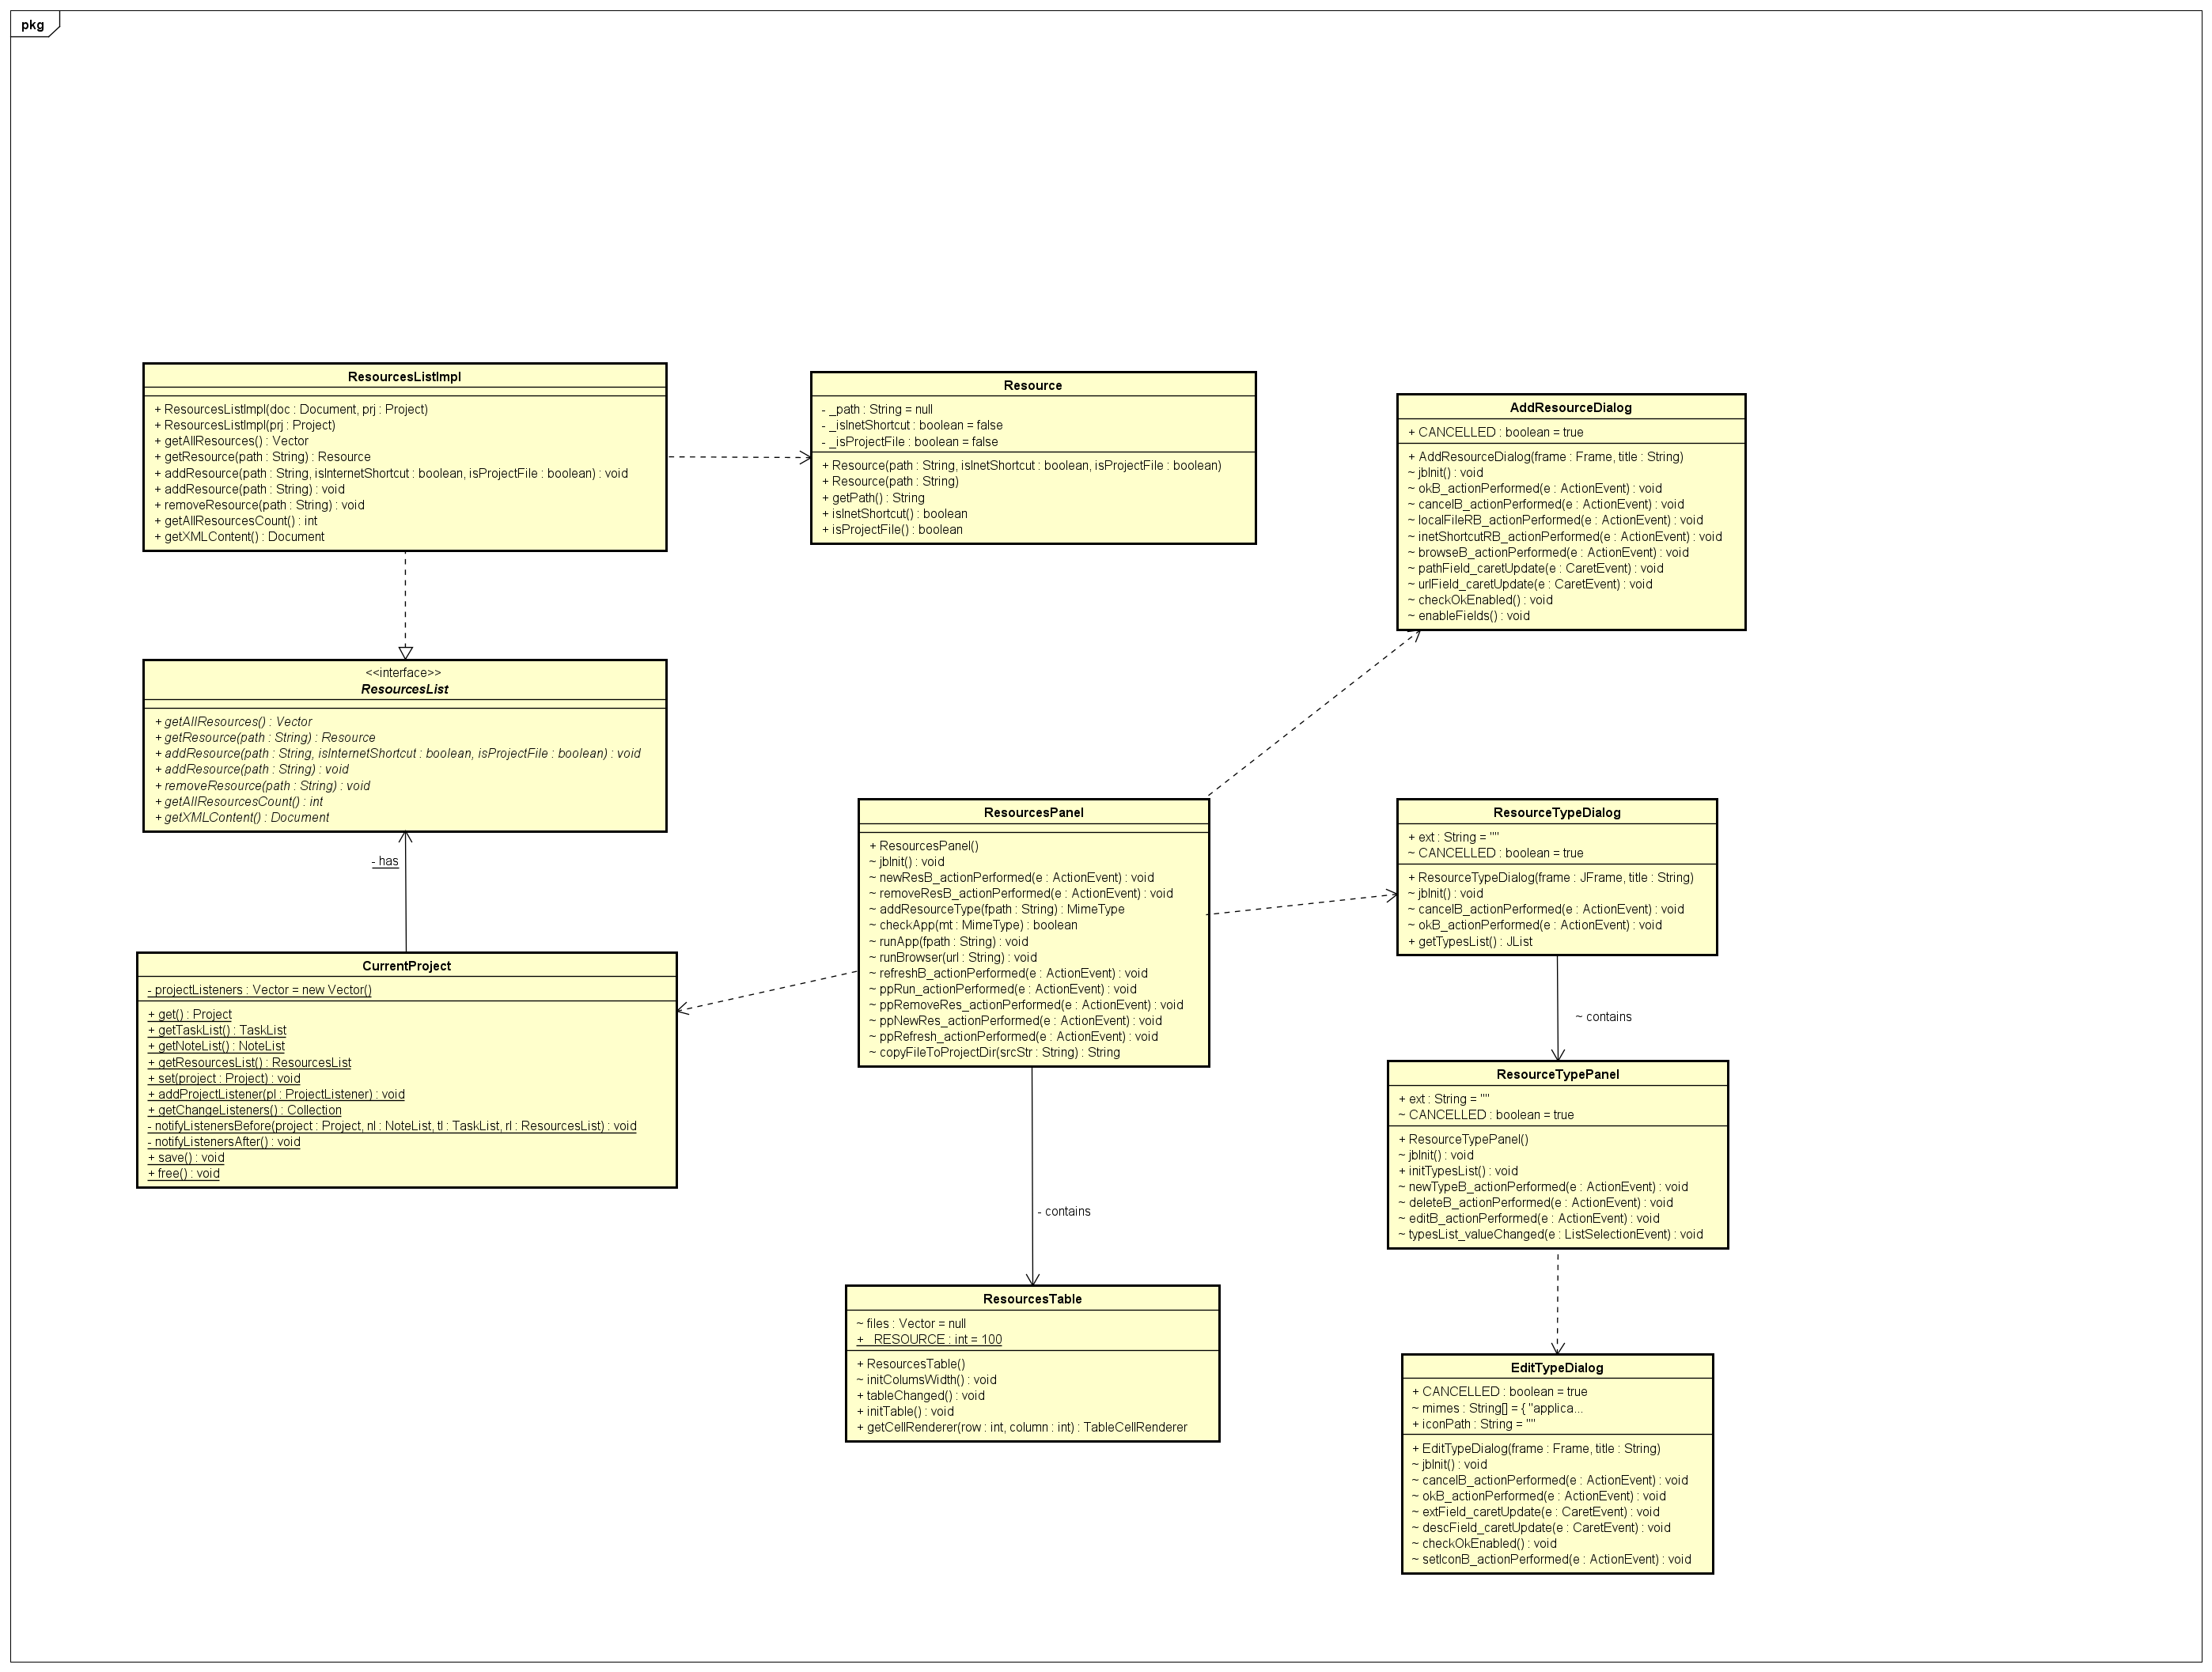 pkg
ResourcesListImpl
+ ResourcesListImpl(doc : Document, prj : Project)
+ ResourcesListImpl(prj : Project)
+ getAllResources() : Vector
+ getResource(path : String) : Resource
+ addResource(path : String, isInternetShortcut : boolean, isProjectFile : boolean) : void
+ addResource(path : String) : void
+ removeResource(path : String) : void
+ getAllResourcesCount() : int
+ getXMLContent() : Document
Resource
- _path : String = null
- _isInetShortcut : boolean = false
- _isProjectFile : boolean = false
+ Resource(path : String, isInetShortcut : boolean, isProjectFile : boolean)
+ Resource(path : String)
+ getPath() : String
+ isInetShortcut() : boolean
+ isProjectFile() : boolean
AddResourceDialog
+ CANCELLED : boolean = true
+ AddResourceDialog(frame : Frame, title : String)
~ jbInit() : void
~ okB_actionPerformed(e : ActionEvent) : void
~ cancelB_actionPerformed(e : ActionEvent) : void
~ localFileRB_actionPerformed(e : ActionEvent) : void
~ inetShortcutRB_actionPerformed(e : ActionEvent) : void
~ browseB_actionPerformed(e : ActionEvent) : void
~ pathField_caretUpdate(e : CaretEvent) : void
~ urlField_caretUpdate(e : CaretEvent) : void
~ checkOkEnabled() : void
~ enableFields() : void
<<interface>>
ResourcesList
+ getAllResources() : Vector
+ getResource(path : String) : Resource
+ addResource(path : String, isInternetShortcut : boolean, isProjectFile : boolean) : void
+ addResource(path : String) : void
+ removeResource(path : String) : void
+ getAllResourcesCount() : int
+ getXMLContent() : Document
- has
CurrentProject
- projectListeners : Vector = new Vector()
+ get() : Project
+ getTaskList() : TaskList
+ getNoteList() : NoteList
+ getResourcesList() : ResourcesList
+ set(project : Project) : void
+ addProjectListener(pl : ProjectListener) : void
+ getChangeListeners() : Collection
- notifyListenersBefore(project : Project, nl : NoteList, tl : TaskList, rl : ResourcesList) : void
- notifyListenersAfter() : void
+ save() : void
+ free() : void
ResourcesPanel
+ ResourcesPanel()
~ jbInit() : void
~ newResB_actionPerformed(e : ActionEvent) : void
~ removeResB_actionPerformed(e : ActionEvent) : void
~ addResourceType(fpath : String) : MimeType
~ checkApp(mt : MimeType) : boolean
~ runApp(fpath : String) : void
~ runBrowser(url : String) : void
~ refreshB_actionPerformed(e : ActionEvent) : void
~ ppRun_actionPerformed(e : ActionEvent) : void
~ ppRemoveRes_actionPerformed(e : ActionEvent) : void
~ ppNewRes_actionPerformed(e : ActionEvent) : void
~ ppRefresh_actionPerformed(e : ActionEvent) : void
~ copyFileToProjectDir(srcStr : String) : String
ResourceTypeDialog
+ ext : String = ""
~ CANCELLED : boolean = true
+ ResourceTypeDialog(frame : JFrame, title : String)
~ jbInit() : void
~ cancelB_actionPerformed(e : ActionEvent) : void
~ okB_actionPerformed(e : ActionEvent) : void
+ getTypesList() : JList
~ contains
ResourceTypePanel
+ ext : String = ""
~ CANCELLED : boolean = true
+ ResourceTypePanel()
~ jbInit() : void
+ initTypesList() : void
~ newTypeB_actionPerformed(e : ActionEvent) : void
~ deleteB_actionPerformed(e : ActionEvent) : void
~ editB_actionPerformed(e : ActionEvent) : void
~ typesList_valueChanged(e : ListSelectionEvent) : void
- contains
ResourcesTable
~ files : Vector = null
+ _RESOURCE : int = 100
+ ResourcesTable()
~ initColumsWidth() : void
+ tableChanged() : void
+ initTable() : void
+ getCellRenderer(row : int, column : int) : TableCellRenderer
EditTypeDialog
+ CANCELLED : boolean = true
~ mimes : String[] = { "applica...
+ iconPath : String = ""
+ EditTypeDialog(frame : Frame, title : String)
~ jbInit() : void
~ cancelB_actionPerformed(e : ActionEvent) : void
~ okB_actionPerformed(e : ActionEvent) : void
~ extField_caretUpdate(e : CaretEvent) : void
~ descField_caretUpdate(e : CaretEvent) : void
~ checkOkEnabled() : void
~ setIconB_actionPerformed(e : ActionEvent) : void